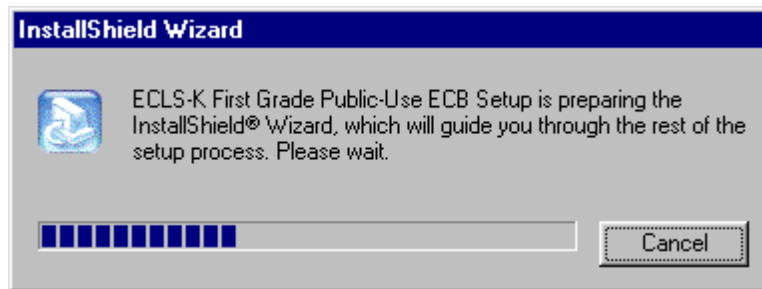 InstallShield Wizard
ECLS-K First Grade Public-Use ECB Setup is preparing the
InstallShield® Wizard, which will guide you through the rest of the
setup process. Please wait.
Cancel